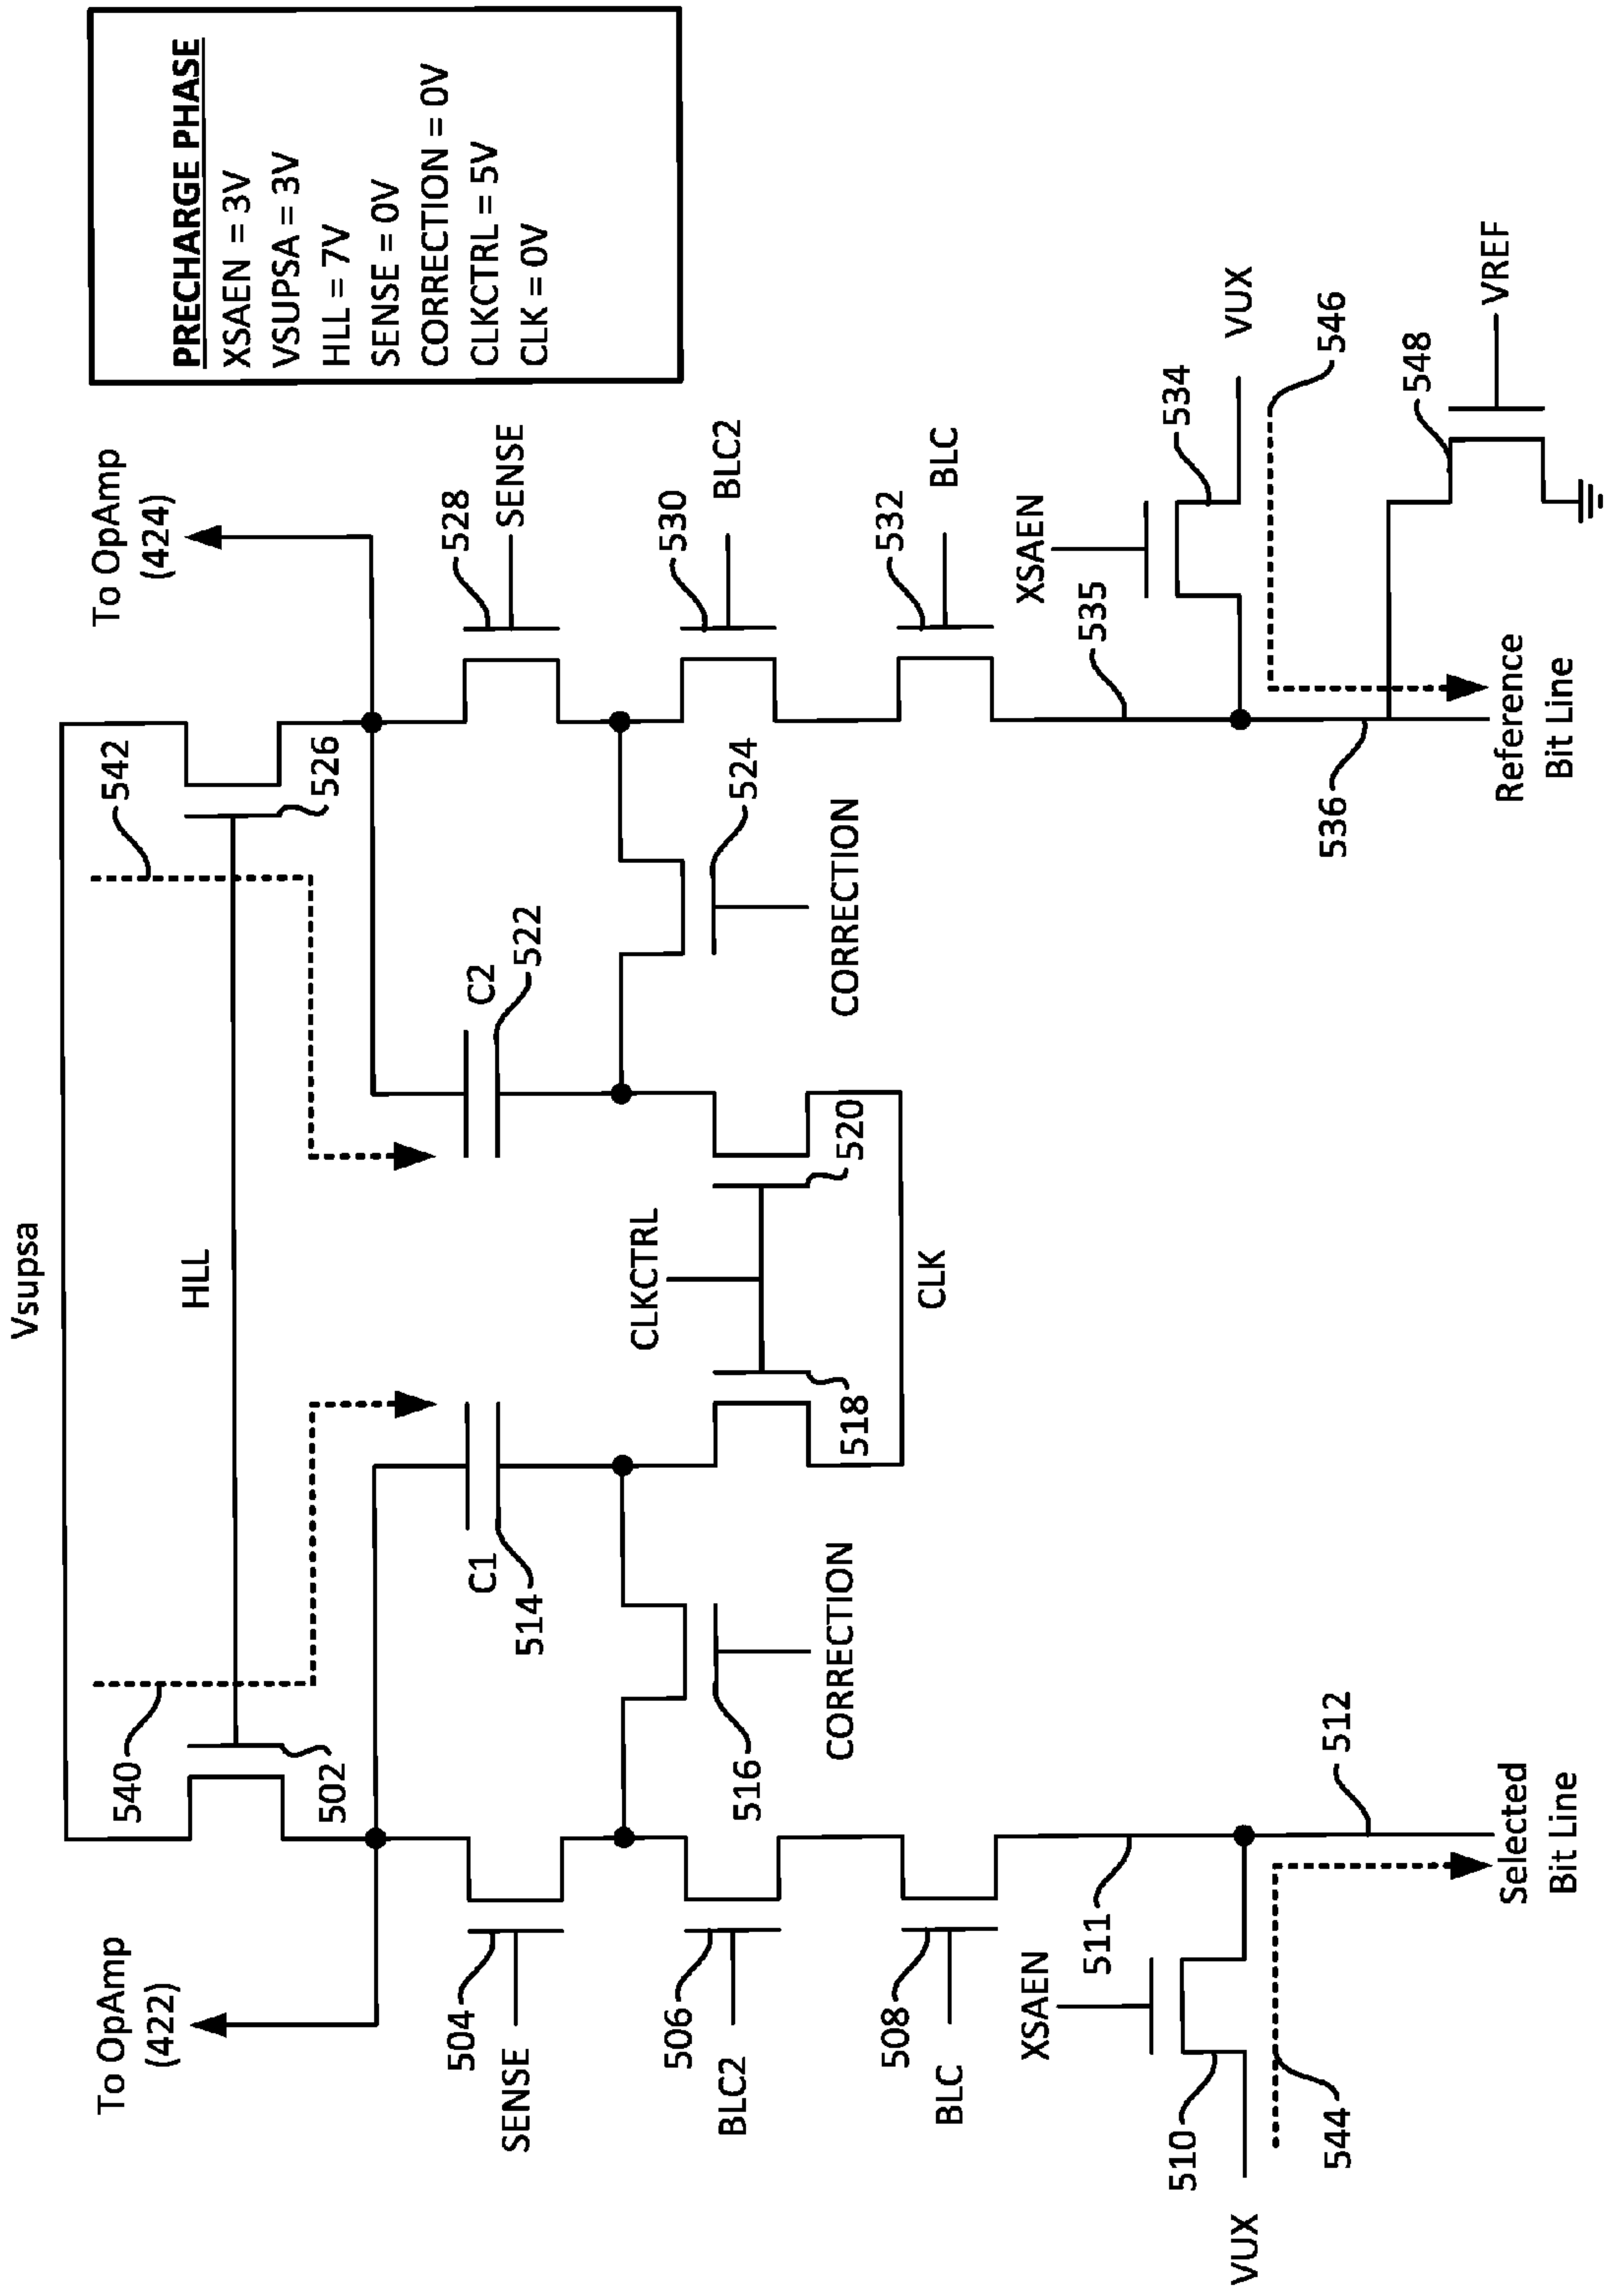 Vsupsa
HLL
To OpAmp
(422)
540
502
542
526
To OpAmp
(424)
PRECHARGE PHASE
XSAEN = 3V
VSUPSA = 3V
HLL = 7V
SENSE = 0V
CORRECTION = 0V
CLKCTRL = 5V
CLK = 0V
504
SENSE
C1
514
C2
522
528
SENSE
506
BLC2
516
CORRECTION
CLKCTRL
518
520
CLK
524
CORRECTION
530
BLC2
508
BLC
532
BLC
XSAEN
510
VUX
544
511
512
Selected
Bit Line
535
XSAEN
534
VUX
546
536
Reference
Bit Line
548
VREF